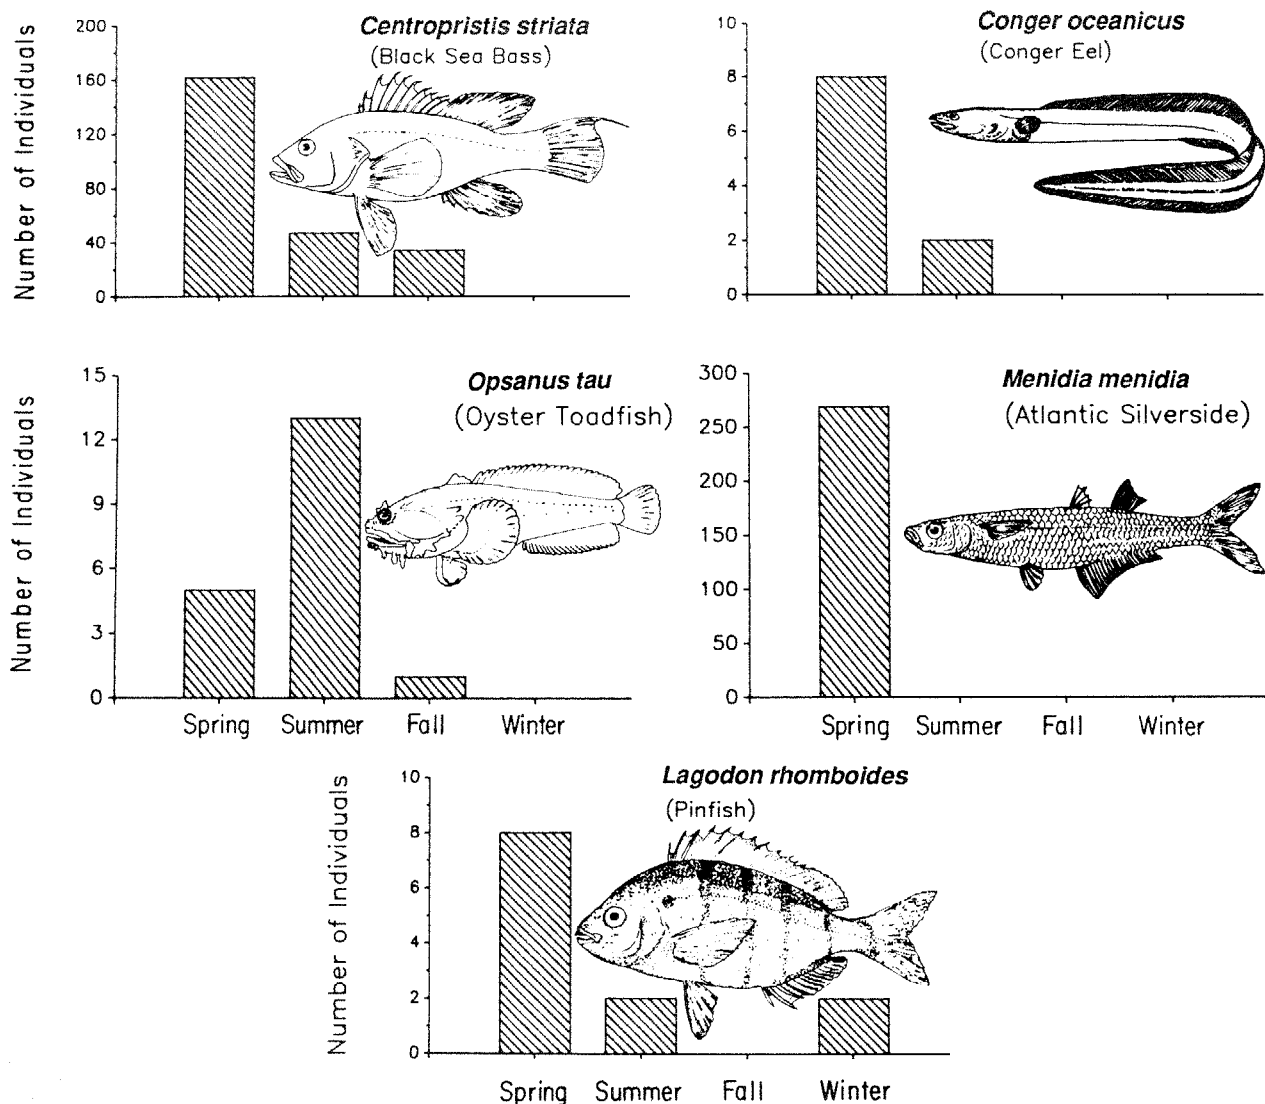 Centropristis striata
(Black Sea Bass)
Number of Individuals
200
160
120
80
40
0
Conger oceanicus
(Conger Eel)
10
8
6
4
2
0
Opsanus tau
(Oyster Toadfish)
Number of Individuals
15
12
9
6
3
0
Spring Summer Fall Winter
Menidia menidia
(Atlantic Silverside)
300
250
200
150
100
50
0
Spring Summer Fall Winter
Lagodon rhomboides
(Pinfish)
Number of Individuals
10
8
6
4
2
0
Spring Summer Fall Winter